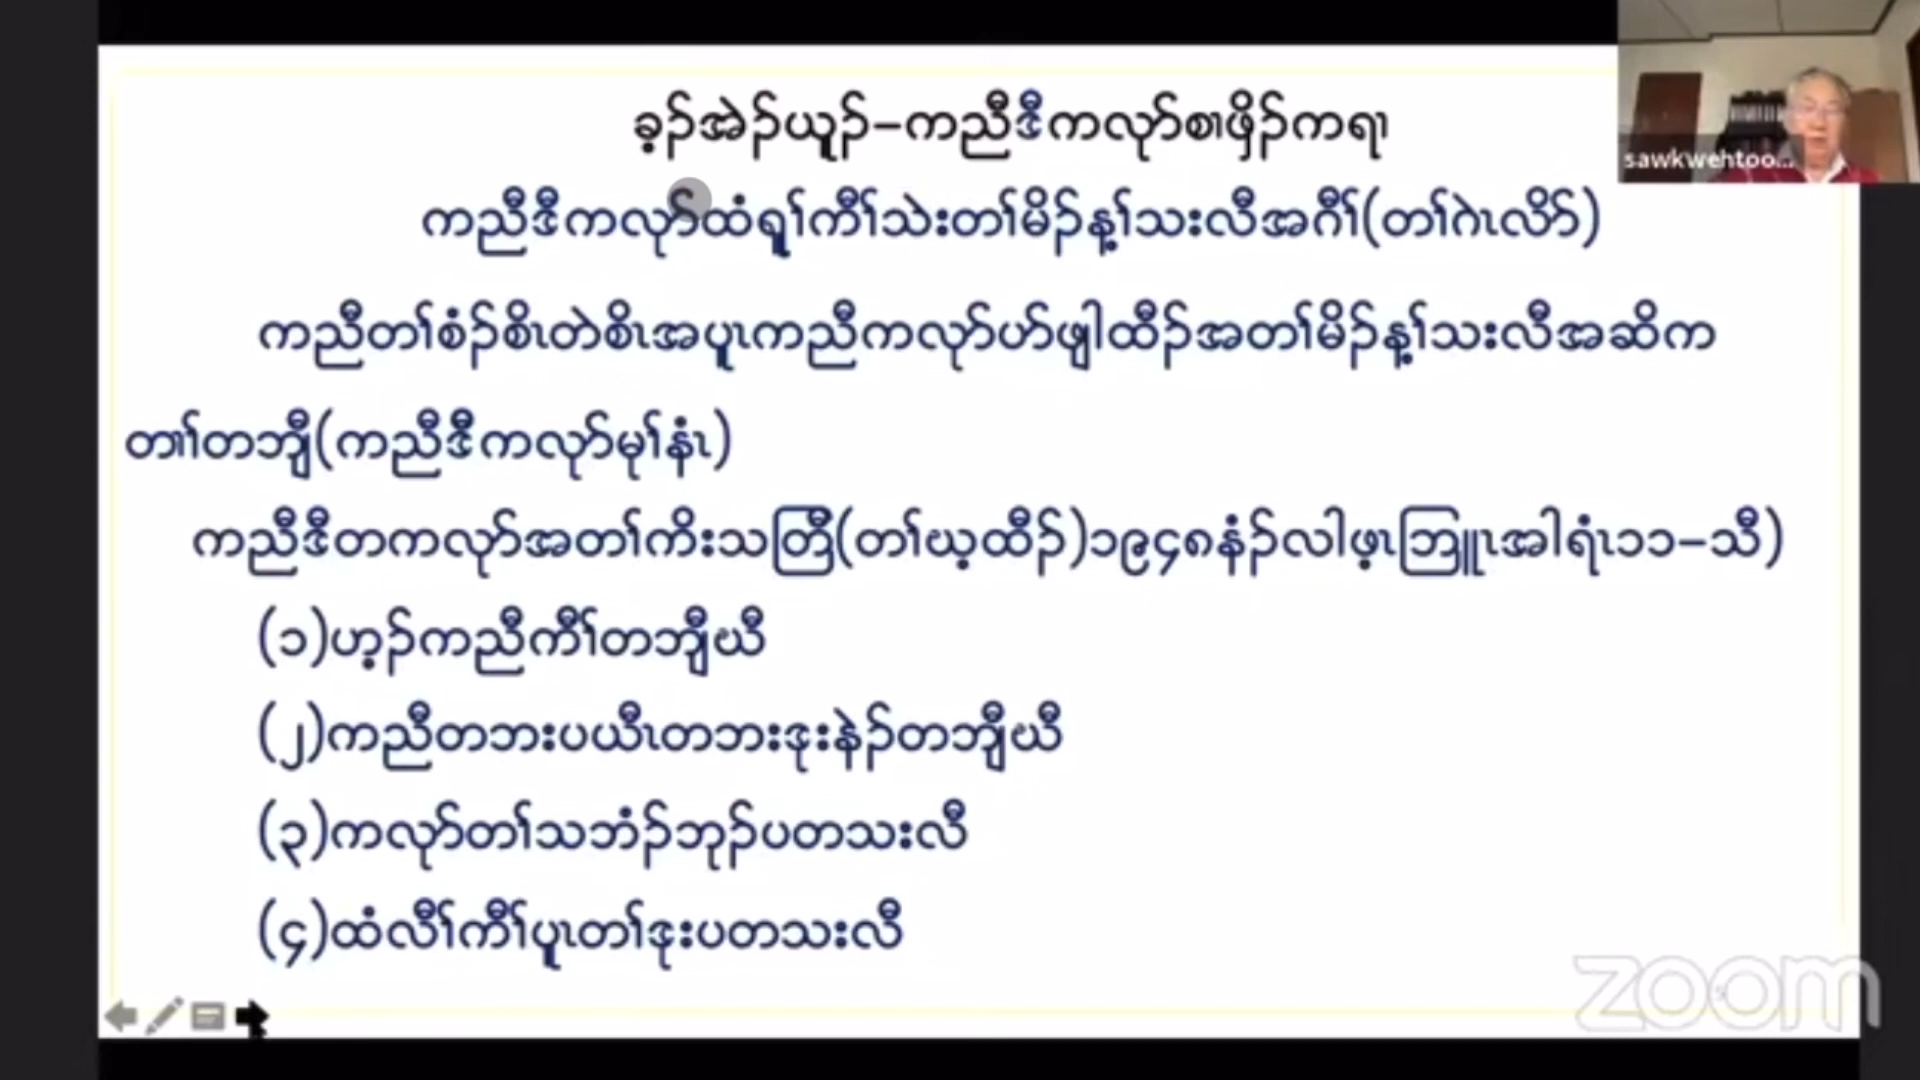 ခ့ၣ်အဲၣ်ယူၣ်–ကညီဒီကလုာ်စၢဖှိၣ်ကရၢ
sawkwehtoo...
ကညီဒီကလုာ်ထံရူၢ်ကီၢ်သဲးတၢ်မိၣ်န့ၢ်သးလီအဂီၢ်(တၢ်ဂဲၤလိာ်)
ကညီတၢ်စံၣ်စိၤတဲစိၤအပူၤကညီကလုာ်ဟ်ဖျါထီၣ်အတၢ်မိၣ်န့ၢ်သးလီအဆိက
တၢၢ်တဘျီ(ကညီဒီကလုာ်မုၢ်နံၤ)
ကညီဒီတကလုာ်အတၢ်ကိးသတြီ(တၢ်ဃ့ထီၣ်)၁၉၄၈နံၣ်လါဖ့ၤဘြူၤအါရံၤ၁၁–သီ)
(၁)ဟ့ၣ်ကညီကီၢ်တဘျီဃီ
(၂)ကညီတဘးပယီၤတဘးဒုးနဲၣ်တဘျီဃီ
(၃)ကလုာ်တၢ်သဘံၣ်ဘုၣ်ပတသးလီ
(၄)ထံလီၢ်ကီၢ်ပူၤတၢ်ဒုးပတသးလီ
zoom